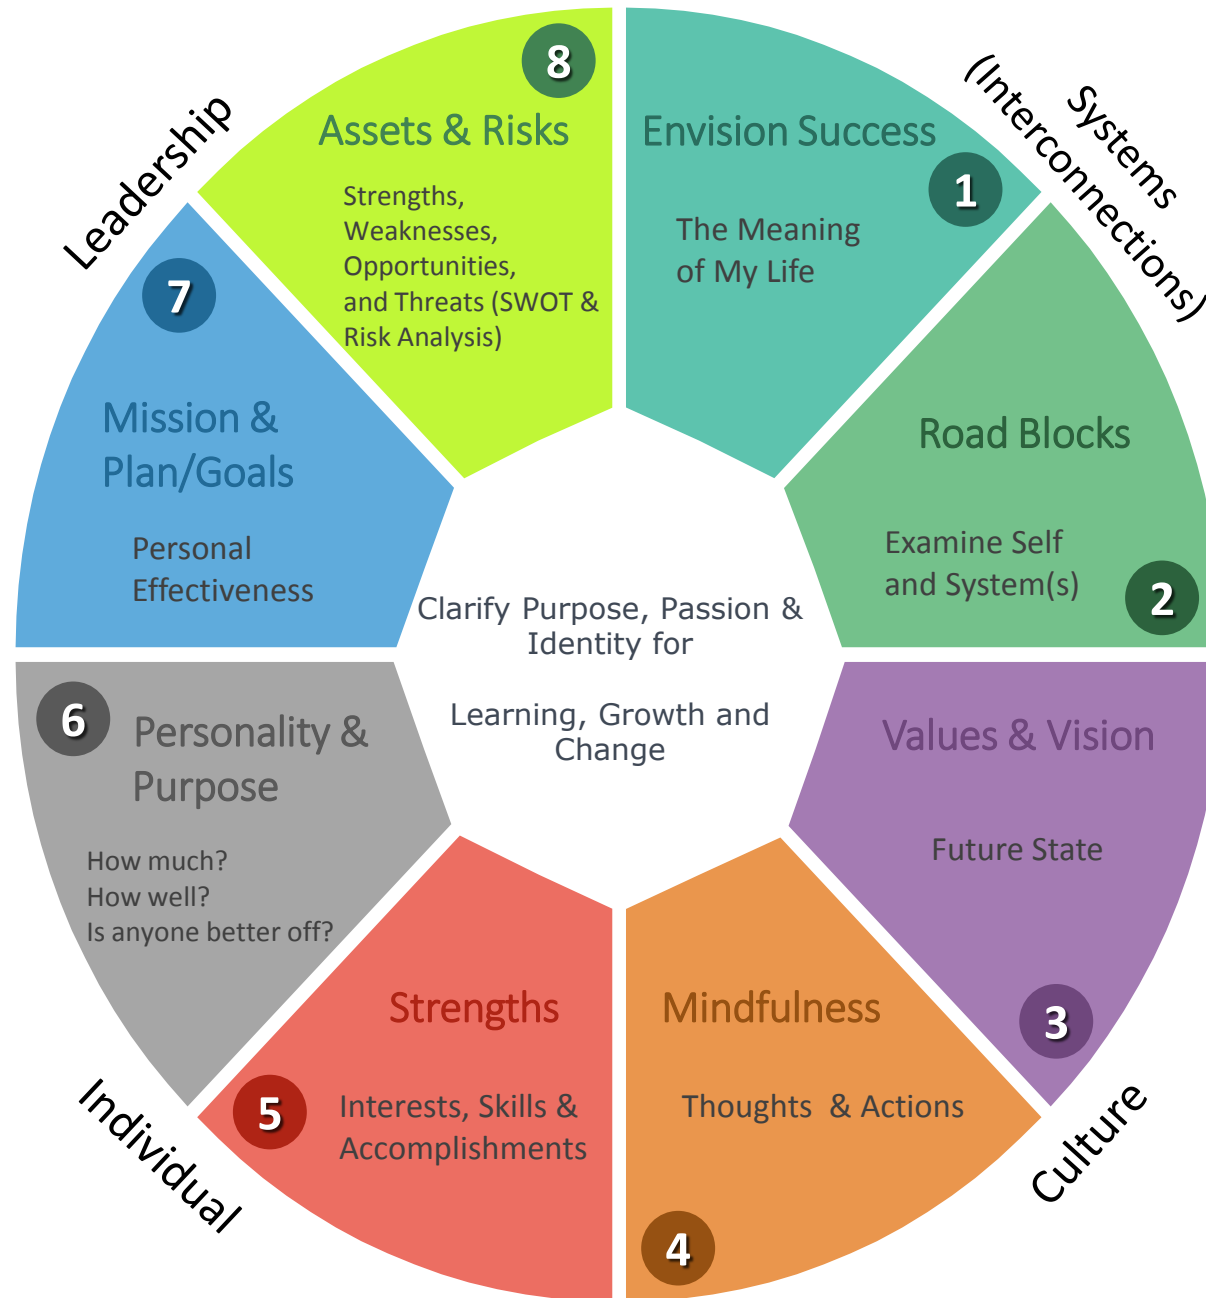 Systems
(Interconnections)
1
Envision Success
The Meaning
of My Life
2
Road Blocks
Examine Self
and System(s)
3
Values & Vision
Future State
Culture
4
Mindfulness
Thoughts & Actions
5
Strengths
Interests, Skills &
Accomplishments
Individual
6
Personality &
Purpose
How much?
How well?
Is anyone better off?
7
Mission &
Plan/Goals
Personal
Effectiveness
Leadership
8
Assets & Risks
Strengths,
Weaknesses,
Opportunities,
and Threats (SWOT &
Risk Analysis)
Clarify Purpose, Passion &
Identity for
Learning, Growth and
Change